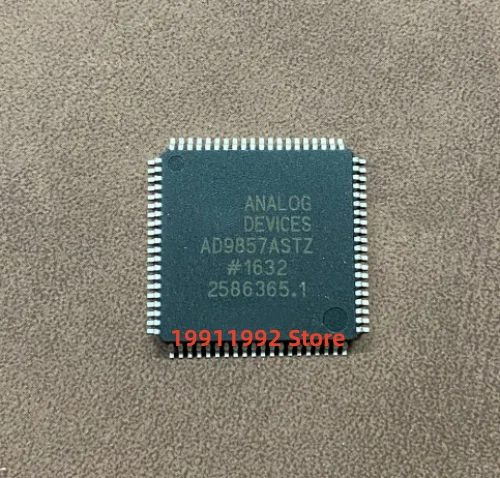 ANALOG
DEVICES
AD9857ASTZ
#1632
2586365.1
19911992 Store